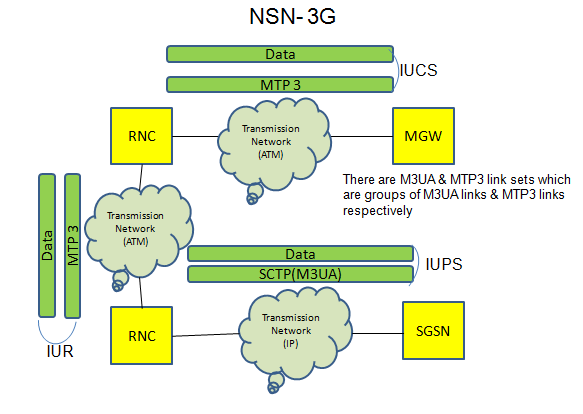 NSN- 3G
Data
MTP 3
IUCS
RNC
Transmission
Network
(ATM)
MGW
There are M3UA & MTP3 link sets which
are groups of M3UA links & MTP3 links
respectively
Data
MTP 3
IUR
Transmission
Network
(ATM)
Data
SCTP(M3UA)
IUPS
RNC
Transmission
Network
(IP)
SGSN